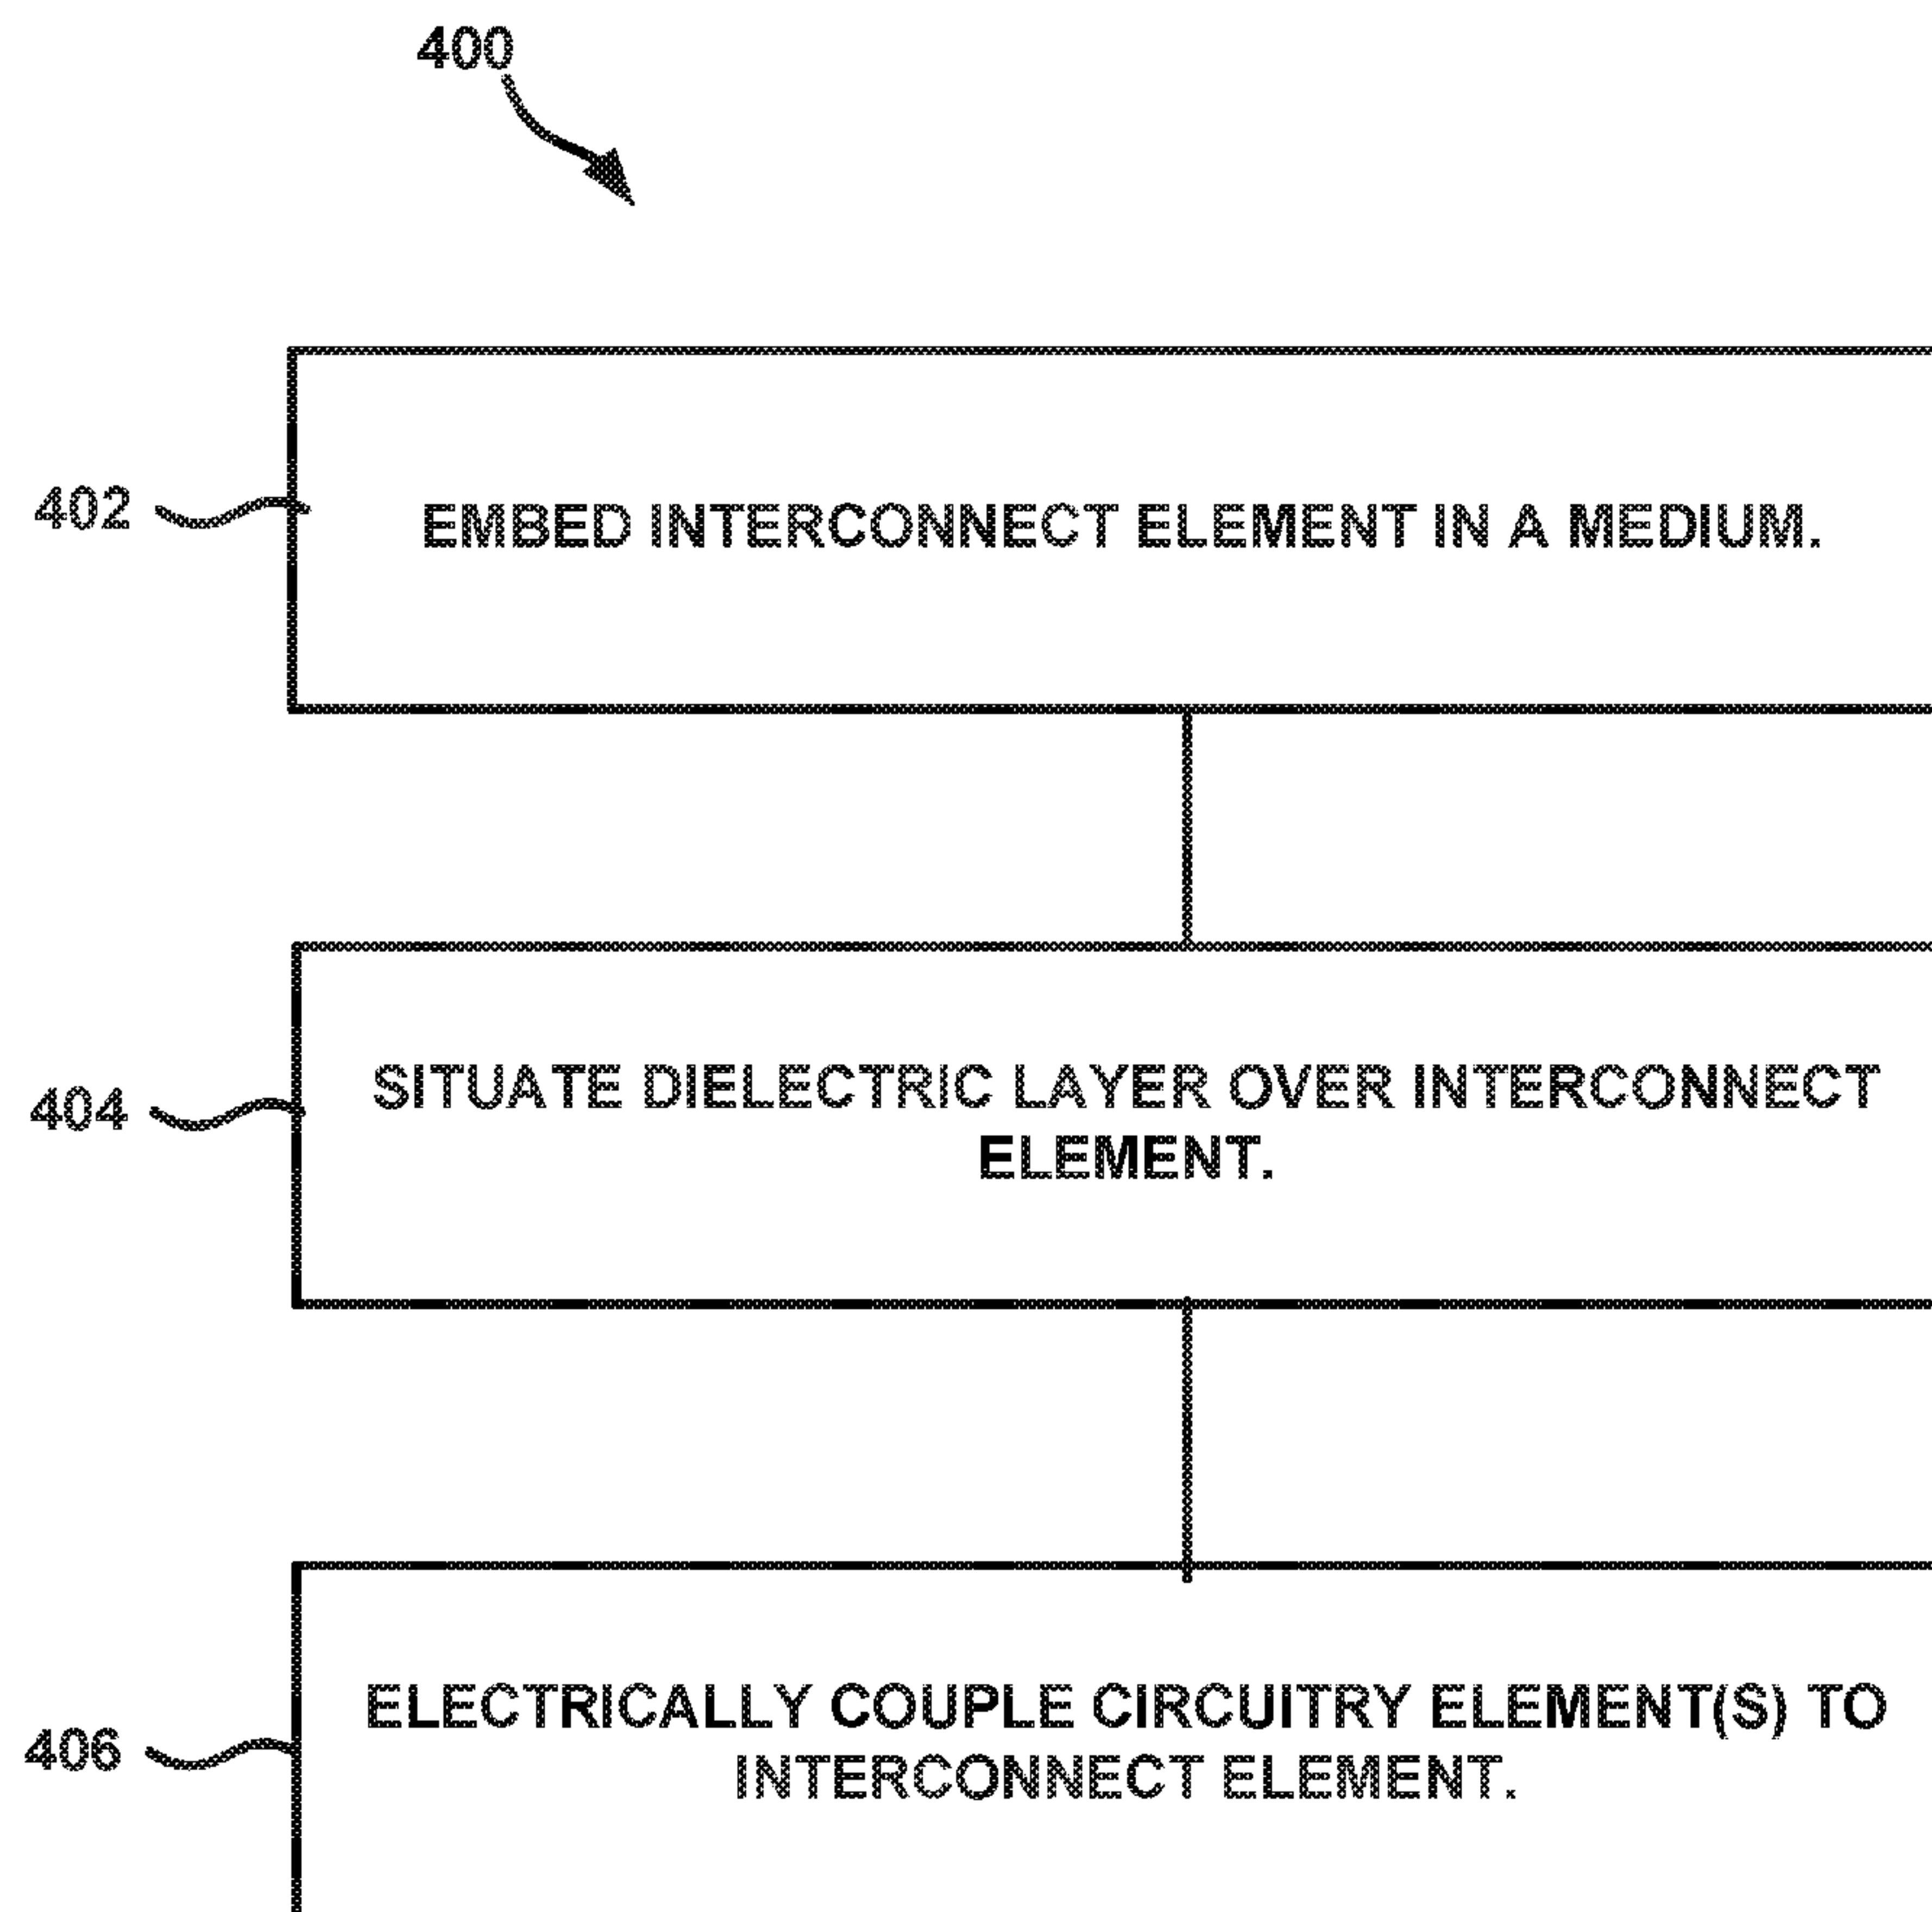 400
402
EMBED INTERCONNECT ELEMENT IN A MEDIUM.
404
SITUATE DIELECTRIC LAYER OVER INTERCONNECT
ELEMENT.
406
ELECTRICALLY COUPLE CIRCUITRY ELEMENT(S) TO
INTERCONNECT ELEMENT.